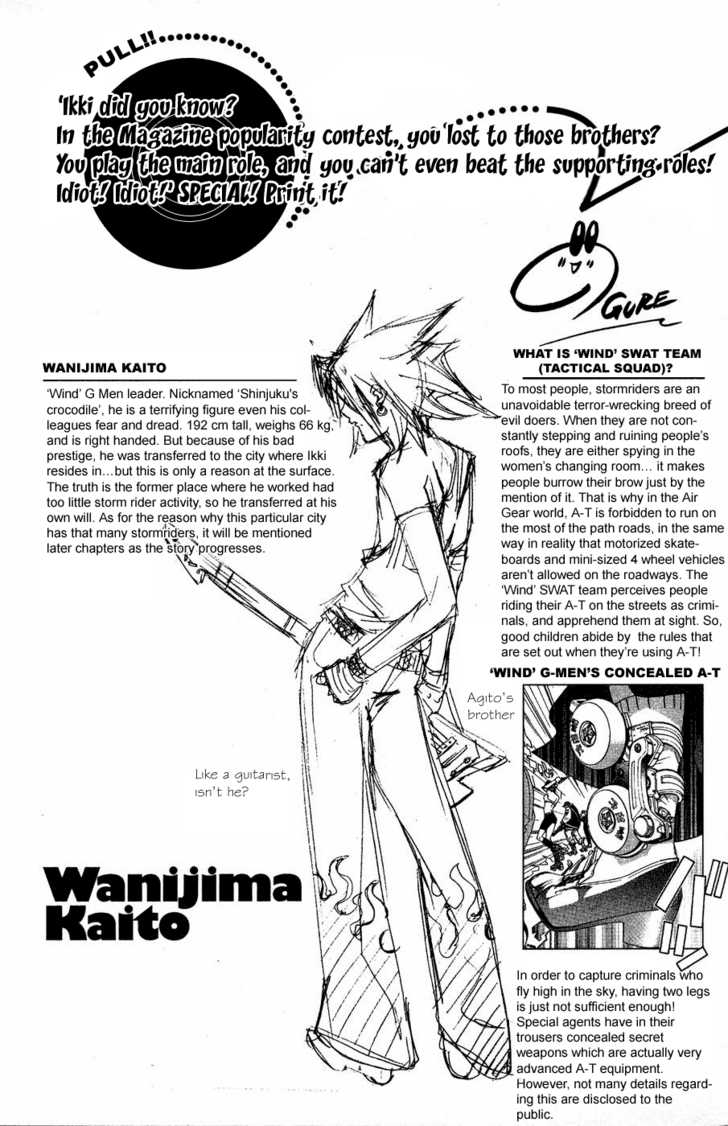 PULL!!
'Ikki did you know?
In the Magazine popularity contest, you lost to those brothers?
You play the main role, and you can't even beat the supporting roles!
Idiot! Idiot!' SPECIAL! Print it!
GURE
WANIJIMA KAITO
'Wind' G Men leader. Nicknamed 'Shinjuku's
crocodile', he is a terrifying figure even his col-
leagues fear and dread. 192 cm tall, weighs 66 kg,
and is right handed. But because of his bad
prestige, he was transferred to the city where Ikki
resides in...but this is only a reason at the surface.
The truth is the former place where he worked had
too little storm rider activity, so he transferred at his
own will. As for the reason why this particular city
has that many stormriders, it will be mentioned
later chapters as the story progresses.
WHAT IS 'WIND' SWAT TEAM
(TACTICAL SQUAD)?
To most people, stormriders are an
unavoidable terror-wrecking breed of
evil doers. When they are not con-
stantly stepping and ruining people's
roofs, they are either spying in the
women's changing room... it makes
people burrow their brow just by the
mention of it. That is why in the Air
Gear world, A-T is forbidden to run on
the most of the path roads, in the same
way in reality that motorized skate-
boards and mini-sized 4 wheel vehicles
aren't allowed on the roadways. The
'Wind' SWAT team perceives people
riding their A-T on the streets as crimi-
nals, and apprehend them at sight. So,
good children abide by the rules that
are set out when they're using A-T!
'WIND' G-MEN'S CONCEALED A-T
Agito's
brother
Like a guitarist,
isn't he?
Wanijima
Kaito
In order to capture criminals who
fly high in the sky, having two legs
is just not sufficient enough!
Special agents have in their
trousers concealed secret
weapons which are actually very
advanced A-T equipment.
However, not many details regard-
ing this are disclosed to the
public.